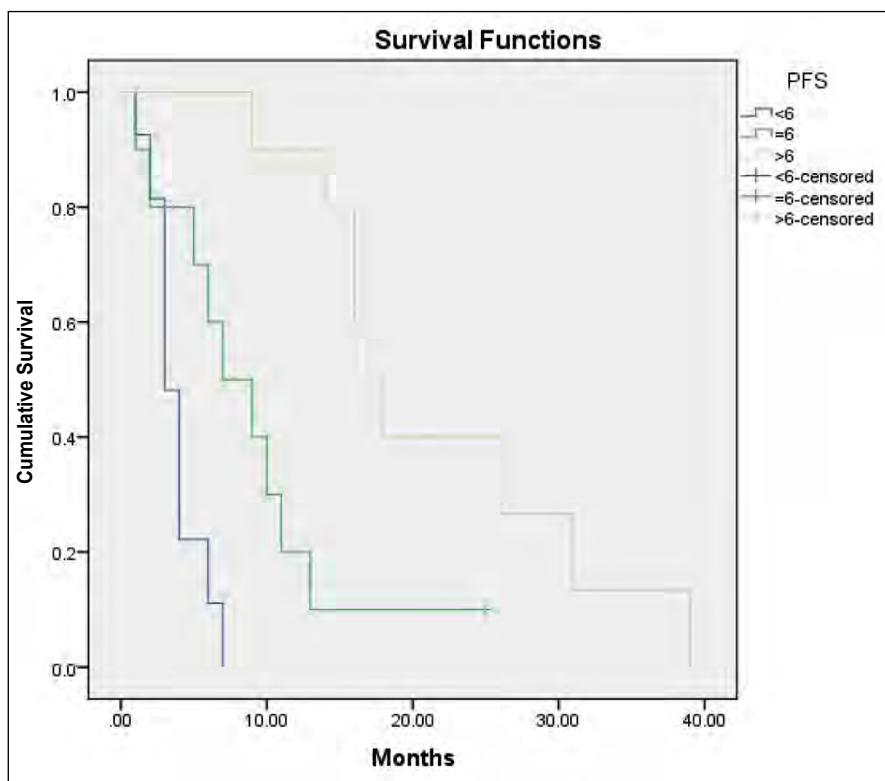 Survival Functions
PFS
<6
=6
>6
<6-censored
=6-censored
>6-censored
Cumulative Survival
1.0
0.8
0.6
0.4
0.2
0.0
.00 10.00 20.00 30.00 40.00
Months